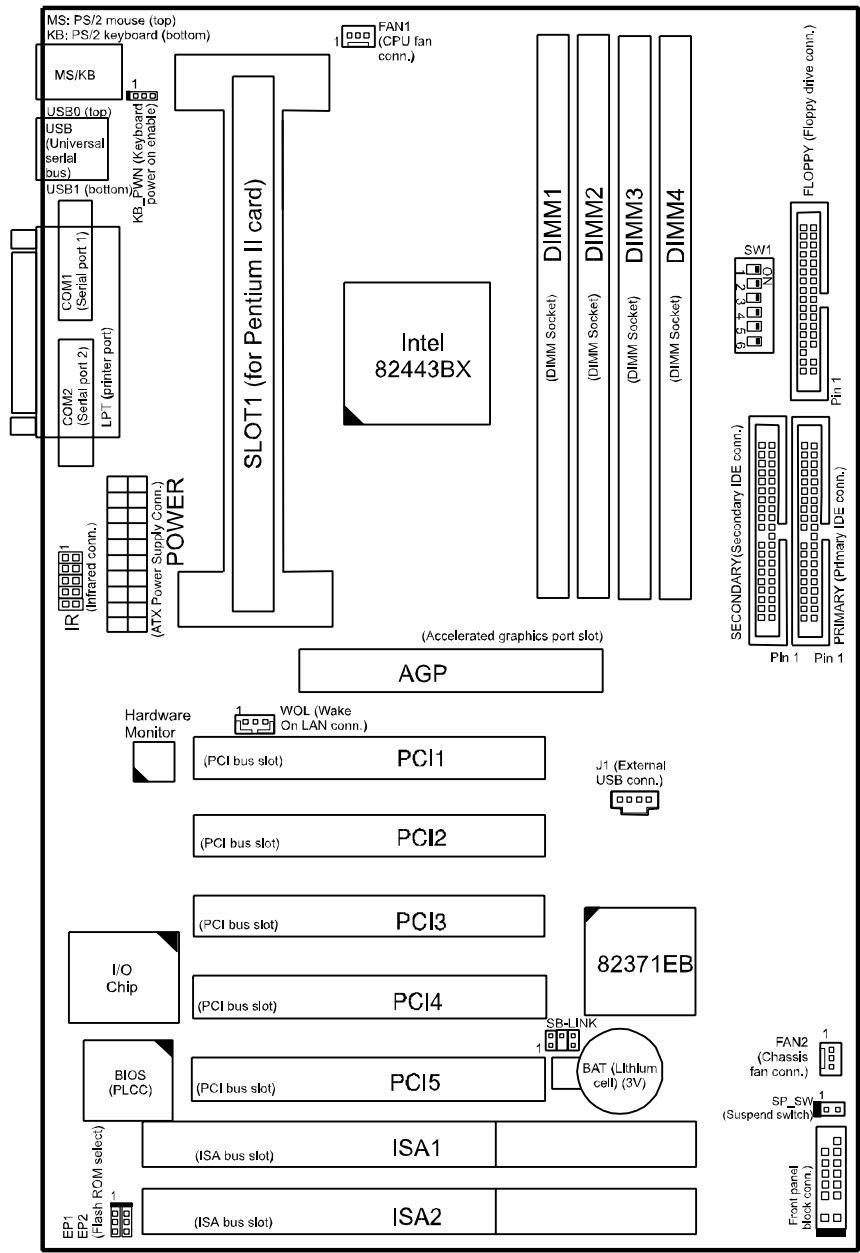 MS: PS/2 mouse (top)
KB: PS/2 keyboard (bottom)
MS/KB
1
KB_PWN (Keyboard
power on enable)
USB0 (top)
USB
(Universal
serial
bus)
USB1 (bottom)
COM1
(Serial port 1)
COM2
(Serial port 2)
LPT (printer port)
1
FAN1
(CPU fan
conn.)
SLOT1 (for Pentium II card)
Intel
82443BX
DIMM1
(DIMM Socket)
DIMM2
(DIMM Socket)
DIMM3
(DIMM Socket)
DIMM4
(DIMM Socket)
FLOPPY (Floppy drive conn.)
Pin 1
SW1
ON
1
2
3
4
5
6
SECONDARY(Secondary IDE conn.)
Pin 1
PRIMARY (Primary IDE conn.)
Pin 1
POWER
(ATX Power Supply Conn.)
1
IR
(Infrared conn.)
(Accelerated graphics port slot)
AGP
1
WOL (Wake
On LAN conn.)
Hardware
Monitor
(PCI bus slot)
PCI1
J1 (External
USB conn.)
(PCI bus slot)
PCI2
(PCI bus slot)
PCI3
82371EB
I/O
Chip
(PCI bus slot)
PCI4
SB-LINK
1
BIOS
(PLCC)
(PCI bus slot)
PCI5
BAT (Lithium
cell) (3V)
1
FAN2
(Chassis
fan conn.)
1
SP_SW
(Suspend switch)
(ISA bus slot)
ISA1
Front panel
block conn.)
EP1
EP2
(Flash ROM select)
1
(ISA bus slot)
ISA2